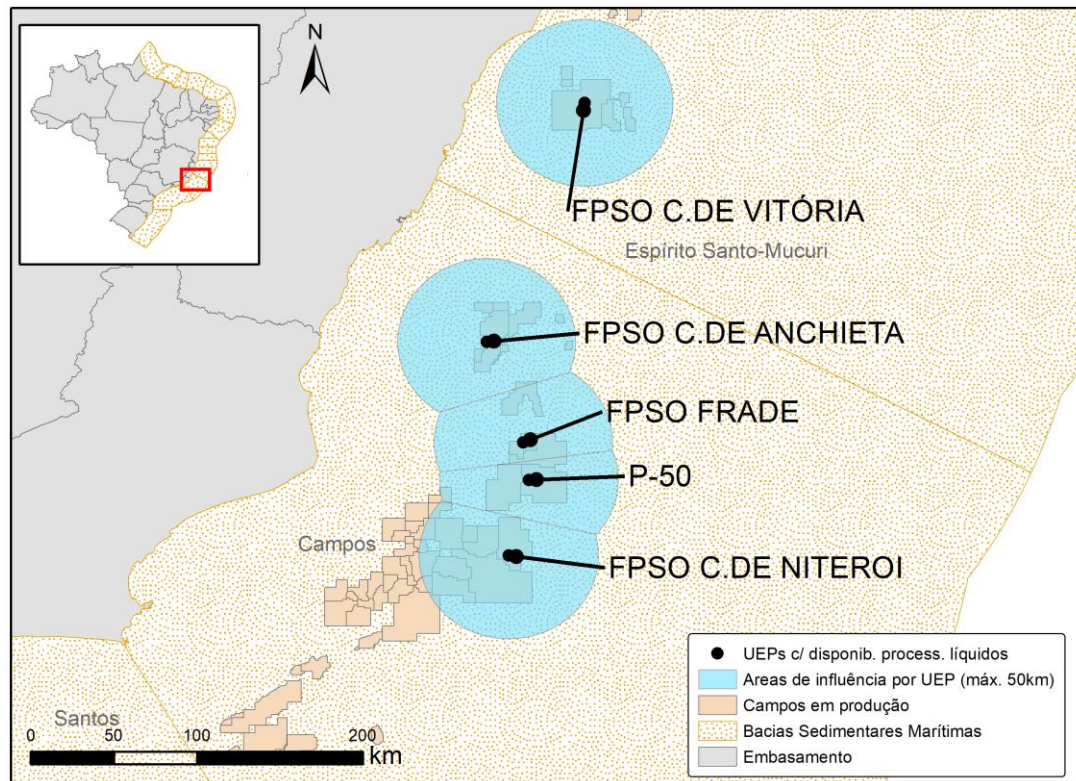 N
FPSO C.DE VITÓRIA
Espírito Santo-Mucuri
FPSO C.DE ANCHIETA
FPSO FRADE
P-50
Campos
FPSO C.DE NITEROI
Santos
0 50 100 200
km
UEPs c/ disponib. process. líquidos
Areas de influência por UEP (máx. 50km)
Campos em produção
Bacias Sedimentares Marítimas
Embasamento